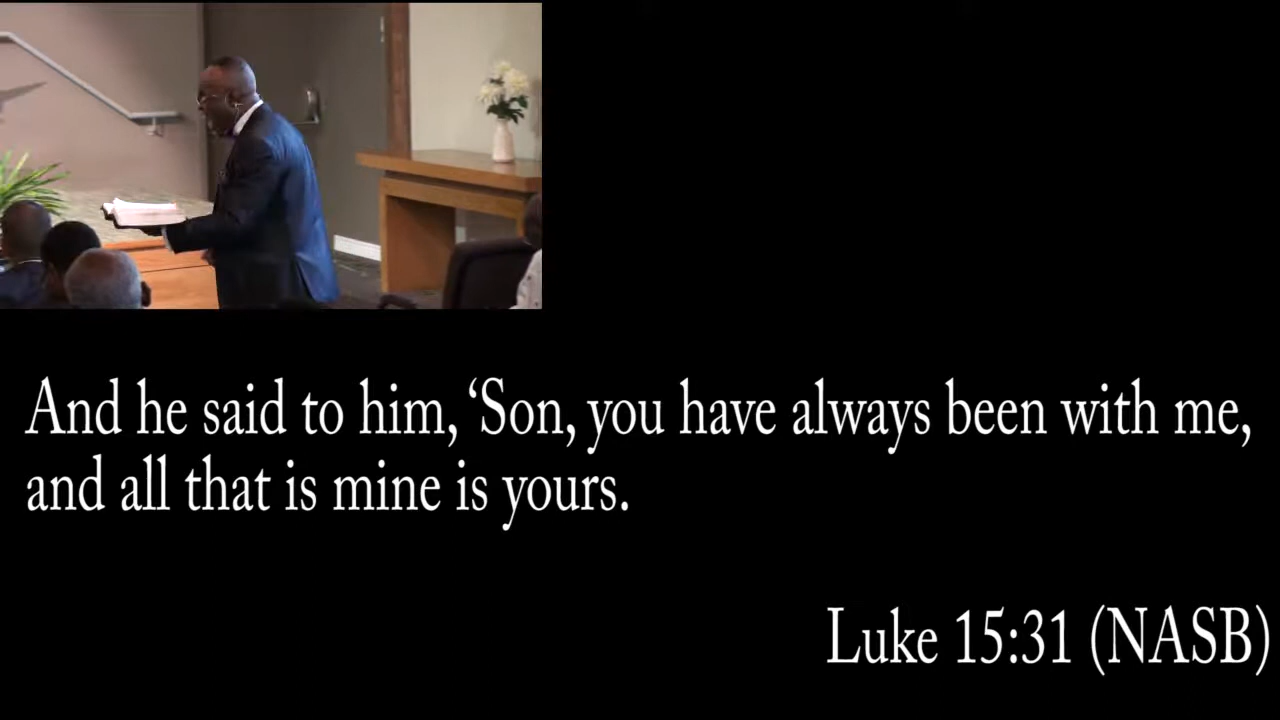 And he said to him, ‘Son, you have always been with me,
and all that is mine is yours.
Luke 15:31 (NASB)